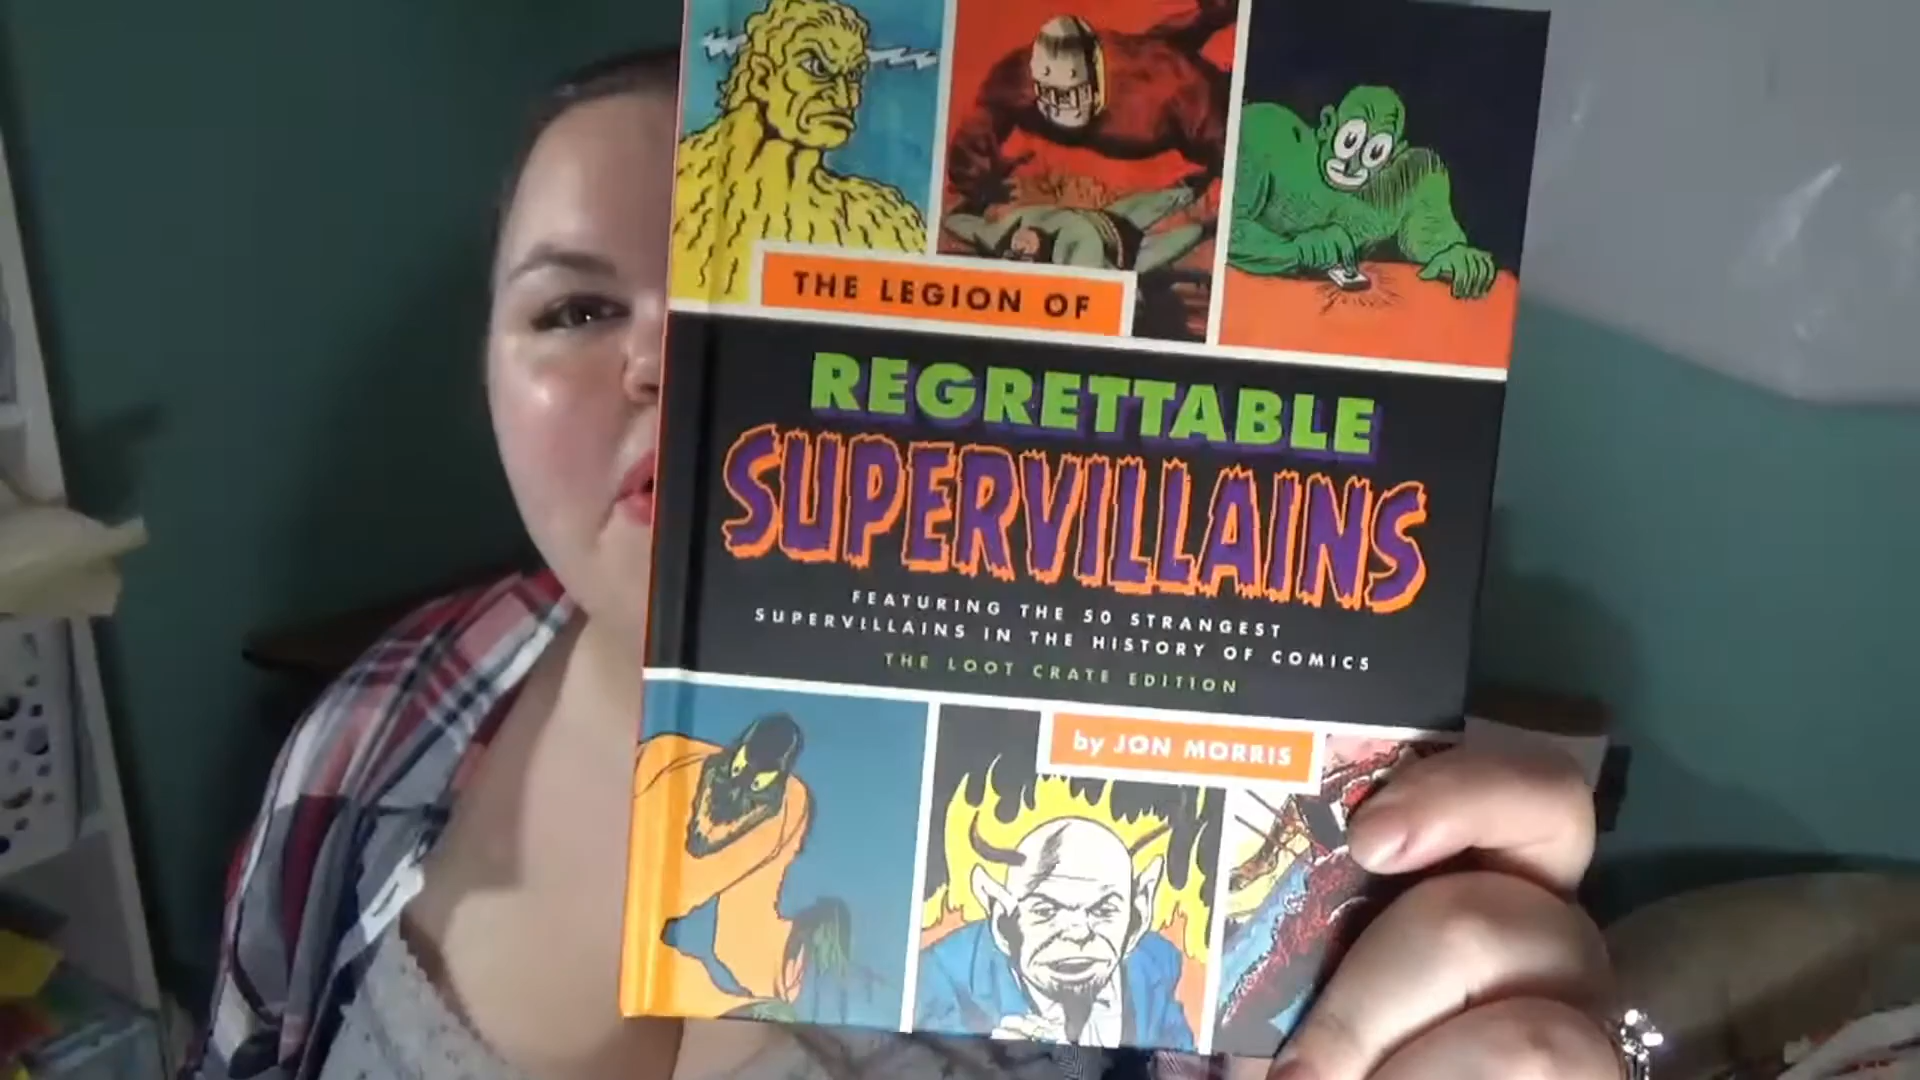 THE LEGION OF
REGRETTABLE
SUPERVILLAINS
FEATURING THE 50 STRANGEST
SUPERVILLAINS IN THE HISTORY OF COMICS
THE LOOT CRATE EDITION
by JON MORRIS